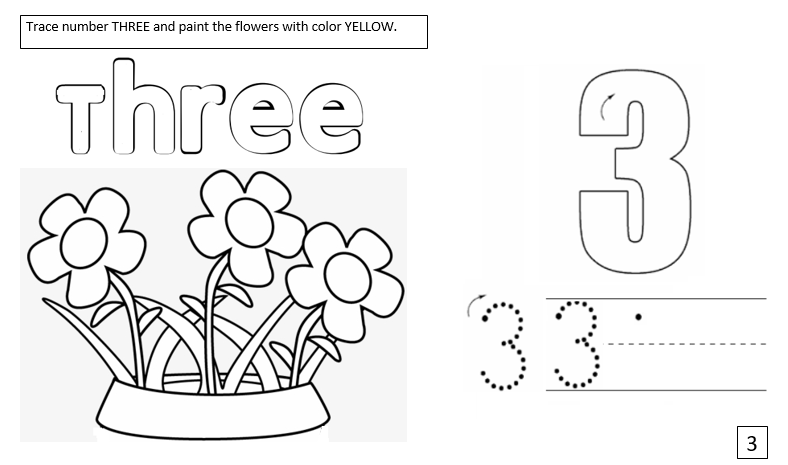 Trace number THREE and paint the flowers with color YELLOW.
Three
3
3 3
3